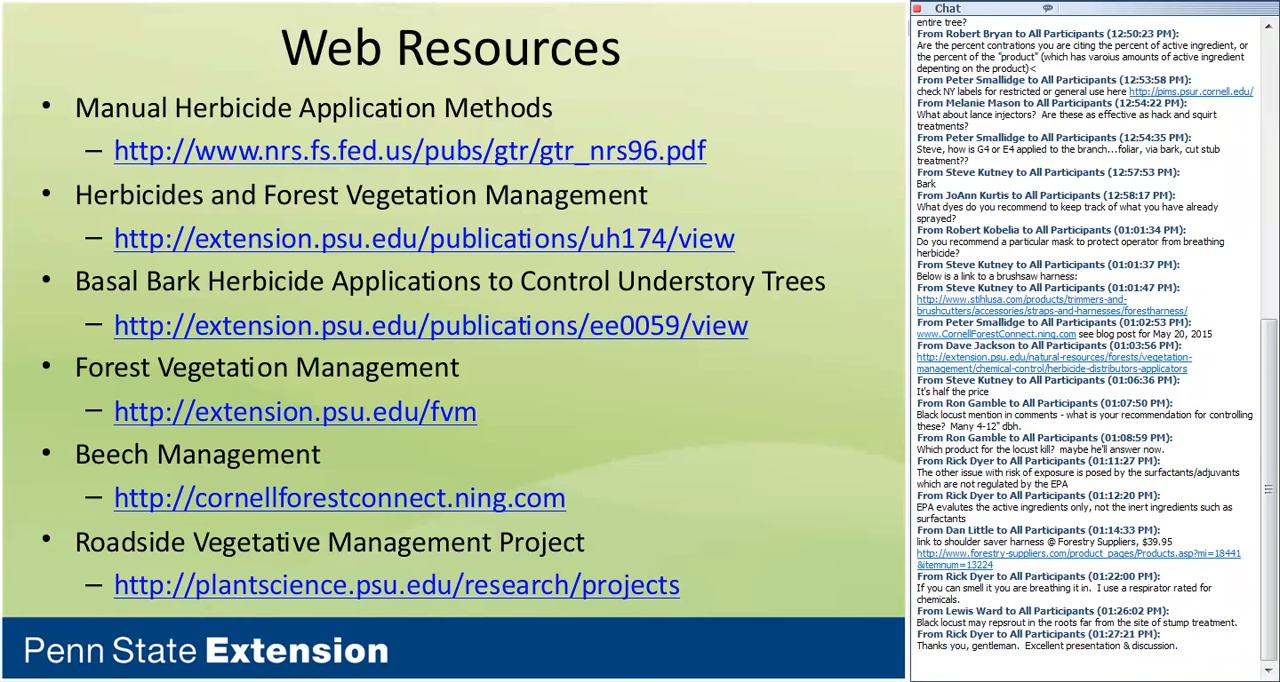 Web Resources
• Manual Herbicide Application Methods
– http://www.nrs.fs.fed.us/pubs/gtr/gtr_nrs96.pdf
• Herbicides and Forest Vegetation Management
– http://extension.psu.edu/publications/uh174/view
• Basal Bark Herbicide Applications to Control Understory Trees
– http://extension.psu.edu/publications/ee0059/view
• Forest Vegetation Management
– http://extension.psu.edu/fvm
• Beech Management
– http://cornellforestconnect.ning.com
• Roadside Vegetative Management Project
– http://plantscience.psu.edu/research/projects
Penn State Extension
Chat
entire tree?
From Robert Bryan to All Participants (12:50:23 PM):
Are the percent contrations you are citing the percent of active ingredient, or
the percent of the "product" (which has varoius amounts of active ingredient
depending on the product)<
From Peter Smallidge to All Participants (12:53:58 PM):
check NY labels for restricted or general use here http://pims.psur.cornell.edu/
From Melanie Mason to All Participants (12:54:22 PM):
What about lance injectors? Are these as effective as hack and squirt
treatments?
From Peter Smallidge to All Participants (12:54:35 PM):
Steve, how is G4 or E4 applied to the branch...foliar, via bark, cut stub
treatment??
From Steve Kutney to All Participants (12:57:53 PM):
Bark
From JoAnn Kurtis to All Participants (12:58:17 PM):
What dyes do you recommend to keep track of what you have already
sprayed?
From Robert Kobelia to All Participants (01:01:34 PM):
Do you recommend a particular mask to protect operator from breathing
herbicide?
From Steve Kutney to All Participants (01:01:37 PM):
Below is a link to a brushsaw harness:
From Steve Kutney to All Participants (01:01:47 PM):
http://www.stihlusa.com/products/trimmers-and-
brushcutters/accessories/straps-and-harnesses/forestharness/
From Peter Smallidge to All Participants (01:02:53 PM):
www.CornellForestConnect.ning.com see blog post for May 20, 2015
From Dave Jackson to All Participants (01:03:56 PM):
http://extension.psu.edu/natural-resources/forests/vegetation-
management/chemical-control/herbicide-distributors-applicators
From Steve Kutney to All Participants (01:06:36 PM):
It's half the price
From Ron Gamble to All Participants (01:07:50 PM):
Black locust mention in comments - what is your recommendation for controlling
these? Many 4-12" dbh.
From Ron Gamble to All Participants (01:08:59 PM):
Which product for the locust kill? maybe he'll answer now.
From Rick Dyer to All Participants (01:11:27 PM):
The other issue with risk of exposure is posed by the surfactants/adjuvants
which are not regulated by the EPA
From Rick Dyer to All Participants (01:12:20 PM):
EPA evalutes the active ingredients only, not the inert ingredients such as
surfactants
From Dan Little to All Participants (01:14:33 PM):
link to shoulder saver harness @ Forestry Suppliers, $39.95
http://www.forestry-suppliers.com/product_pages/Products.asp?mi=18441
&itemnum=13224
From Rick Dyer to All Participants (01:22:00 PM):
If you can smell it you are breathing it in. I use a respirator rated for
chemicals.
From Lewis Ward to All Participants (01:26:02 PM):
Black locust may reprsorut in the roots far from the site of stump treatment.
From Rick Dyer to All Participants (01:27:21 PM):
Thanks you, gentleman. Excellent presentation & discussion.